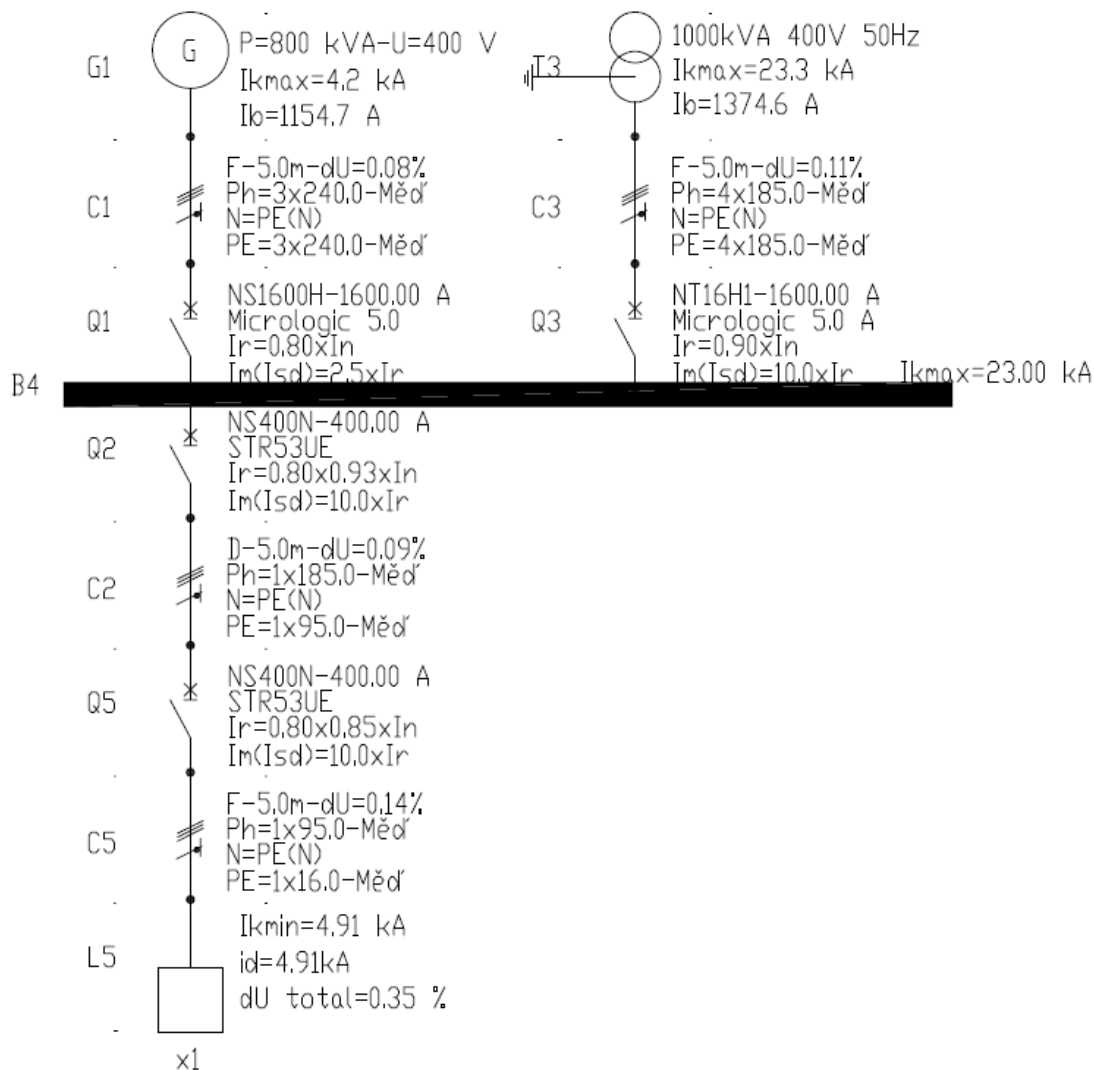 G1
G
P=800 kVA-U=400 V
Ikmax=4.2 kA
Ib=1154.7 A
C1
F-5.0m-dU=0.08%
Ph=3x240.0-Měď
N=PE(N)
PE=3x240.0-Měď
Q1
NS1600H-1600.00 A
Micrologic 5.0
Ir=0.80xIn
Im(Isd)=2.5xIr
T3
1000kVA 400V 50Hz
Ikmax=23.3 kA
Ib=1374.6 A
C3
F-5.0m-dU=0.11%
Ph=4x185.0-Měď
N=PE(N)
PE=4x185.0-Měď
Q3
NT16H1-1600.00 A
Micrologic 5.0 A
Ir=0.90xIn
Im(Isd)=10.0xIr
B4
Ikmax=23.00 kA
Q2
NS400N-400.00 A
STR53UE
Ir=0.80x0.93xIn
Im(Isd)=10.0xIr
C2
D-5.0m-dU=0.09%
Ph=1x185.0-Měď
N=PE(N)
PE=1x95.0-Měď
Q5
NS400N-400.00 A
STR53UE
Ir=0.80x0.85xIn
Im(Isd)=10.0xIr
C5
F-5.0m-dU=0.14%
Ph=1x95.0-Měď
N=PE(N)
PE=1x16.0-Měď
L5
Ikmin=4.91 kA
id=4.91kA
dU total=0.35 %
x1